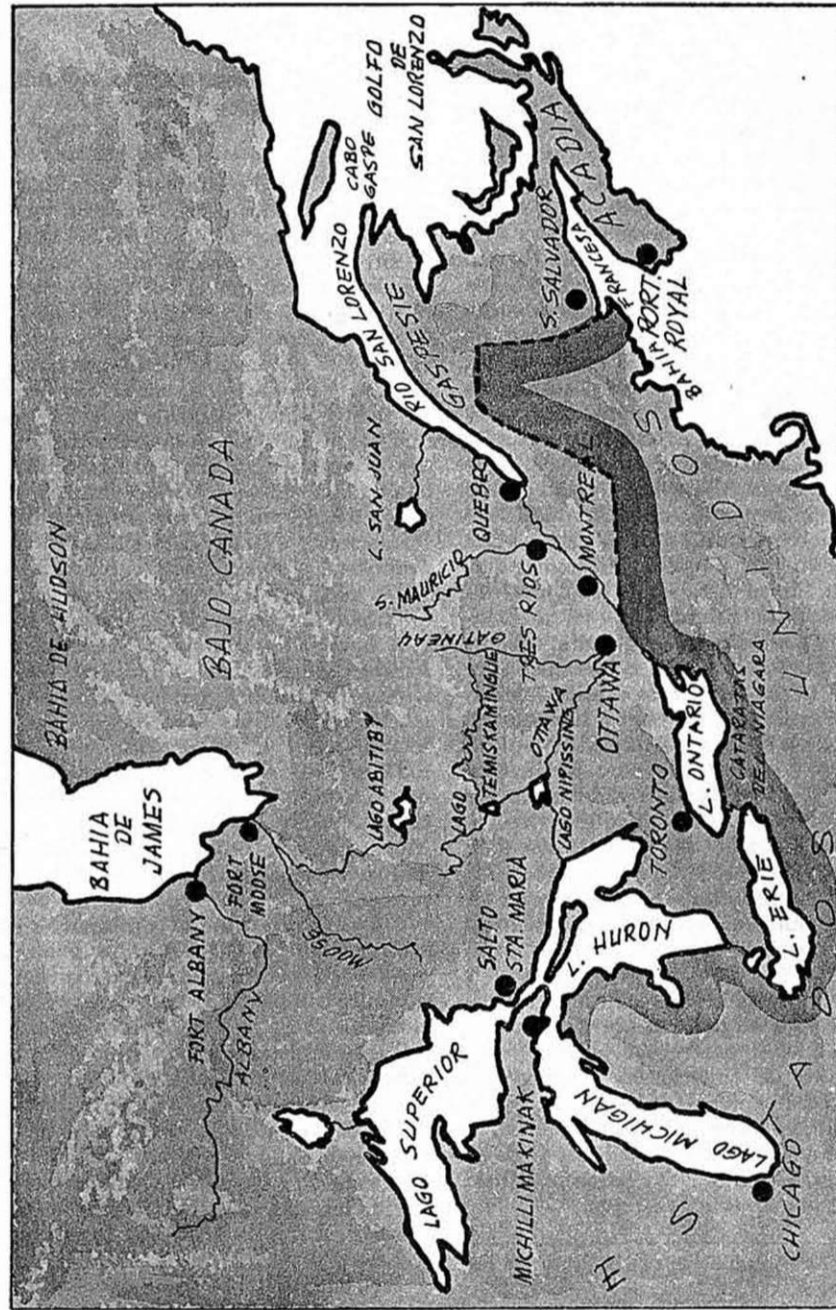 BAHIA DE HUDSON
BAJO CANADA
BAHIA
DE
JAMES
FORT ALBANY
ALBANY
FORT
MOOSE
MOOSE
LAGO ABITIBY
LAGO
TEMISKAMINGUE
OTTAWA
LAGO NIPISSING
GATINEAU
S. MAURICIO
L. SAN JUAN
RIO SAN LORENZO
GASPESIE
CABO
GASPE
GOLFO
DE
SAN LORENZO
QUEBEC
TRES RIOS
MONTREAL
OTTAWA
TORONTO
SALTO
STA. MARIA
MICHILLIMAKINAK
LAGO SUPERIOR
LAGO MICHIGAN
L. HURON
L. ERIE
L. ONTARIO
CATARATAS
DEL NIAGARA
CHICAGO
S. SALVADOR
BAHIA FRANCESA
PORT.
ROYAL
ACADIA
ESTADOS UNIDOS